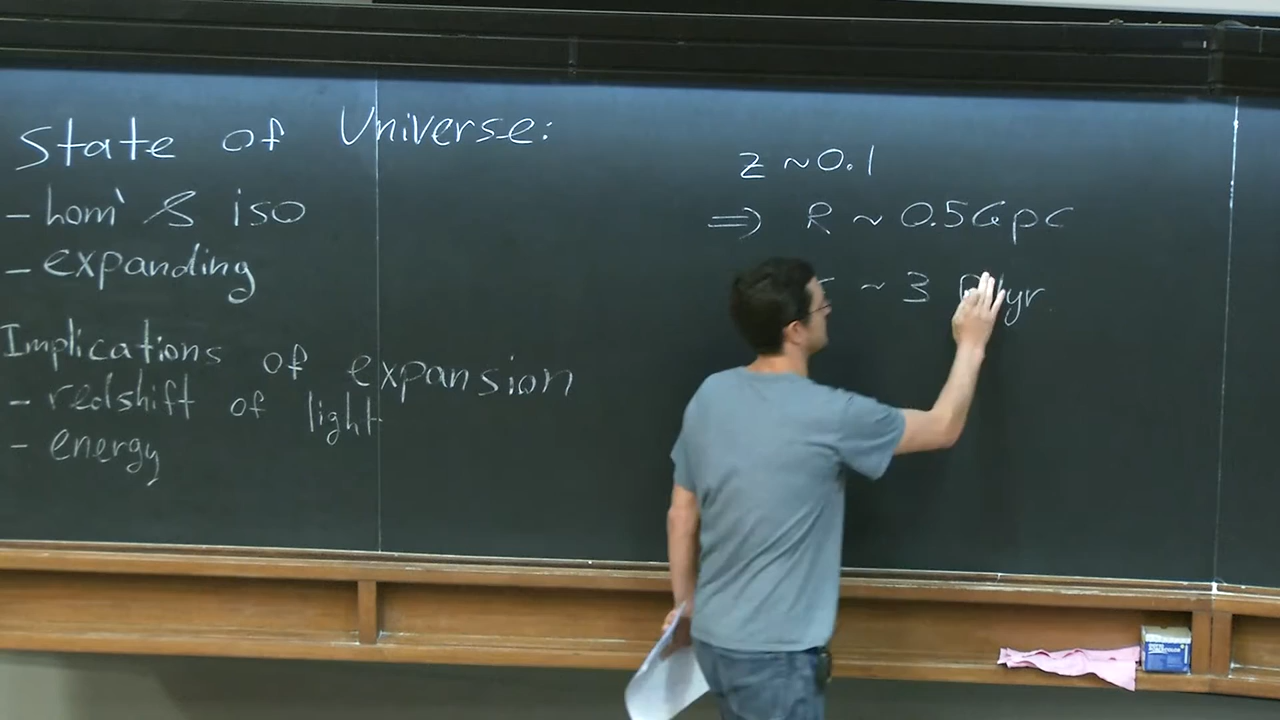 State of Universe:
- hom' & iso
- expanding
Implications of expansion
- redshift of light
- energy
z ~ 0.1
⇒ R ~ 0.5 Gpc
~ 3